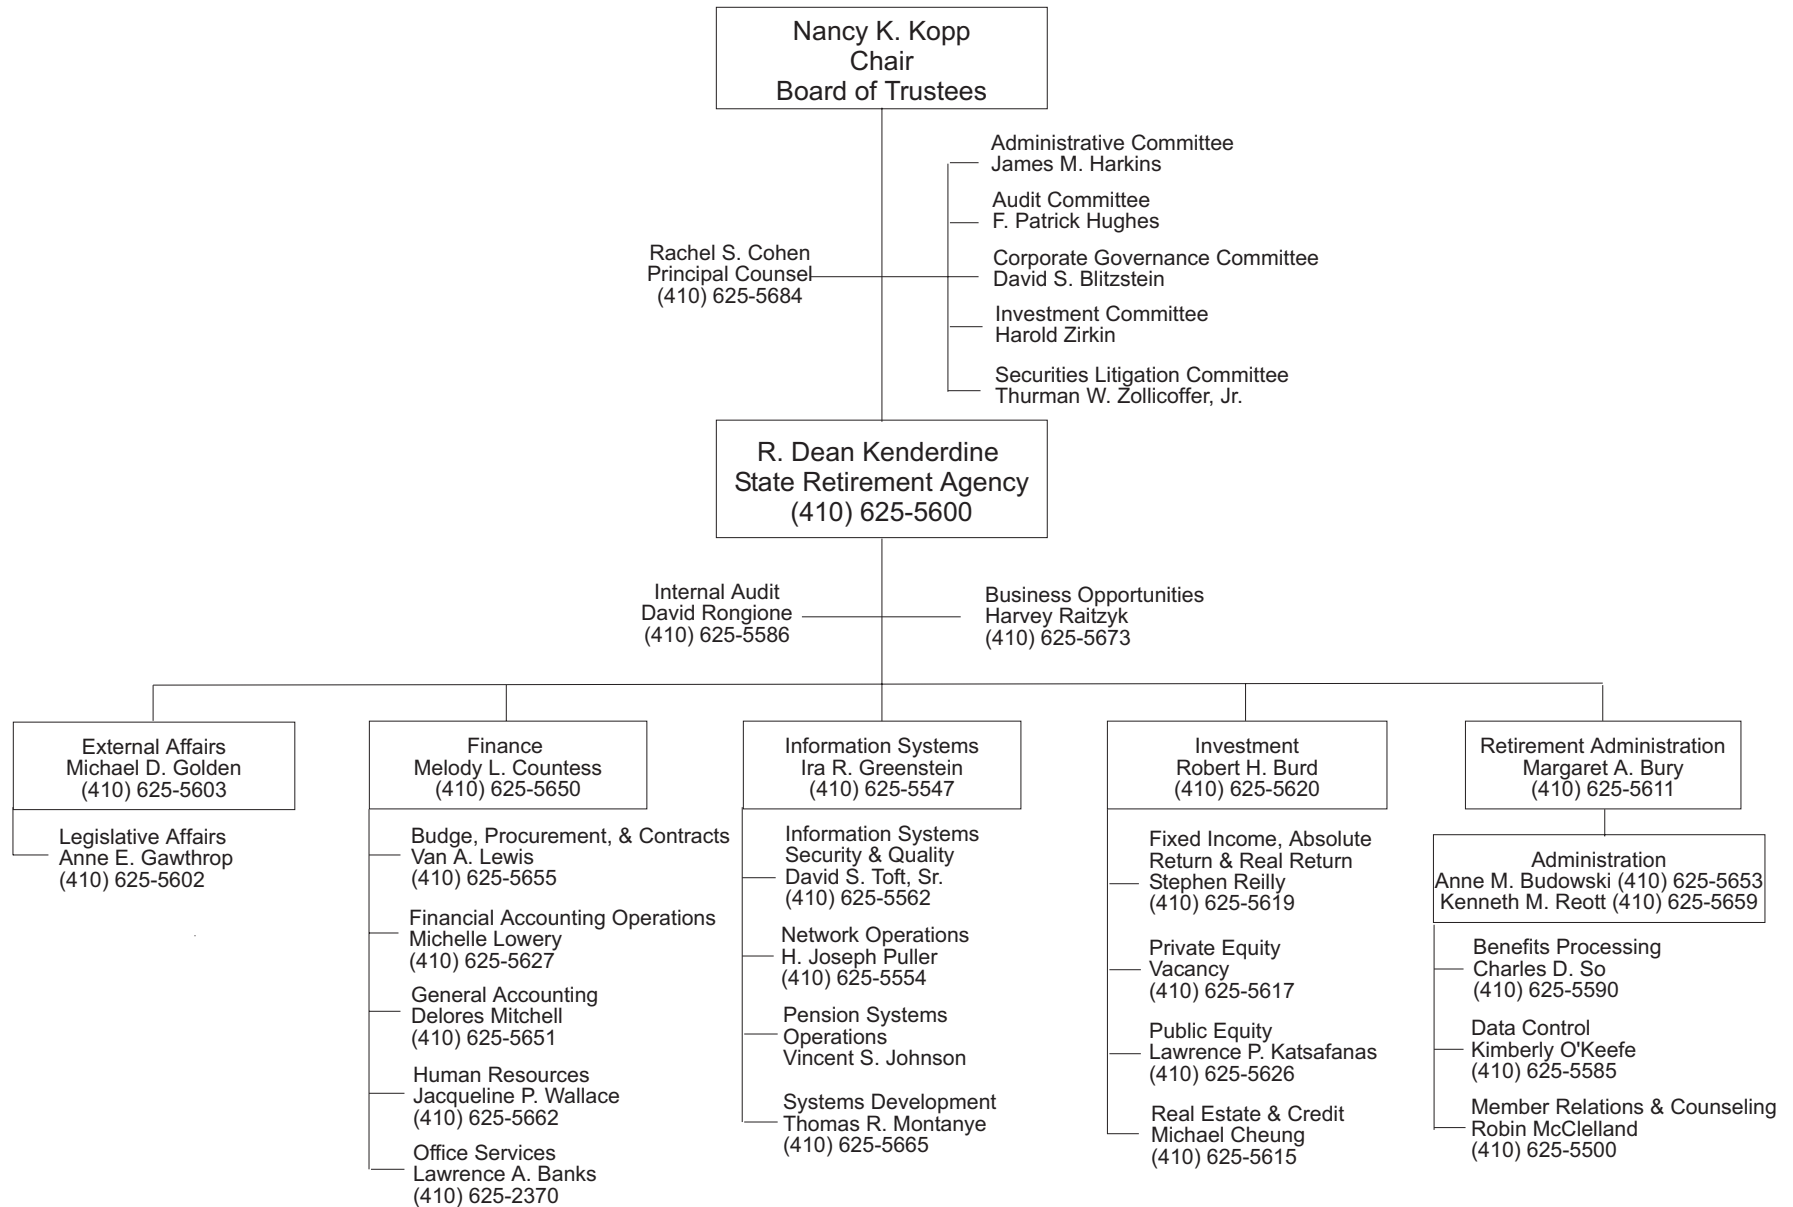 Nancy K. Kopp
Chair
Board of Trustees
Administrative Committee
James M. Harkins
Audit Committee
F. Patrick Hughes
Rachel S. Cohen
Principal Counsel
(410) 625-5684
Corporate Governance Committee
David S. Blitzstein
Investment Committee
Harold Zirkin
Securities Litigation Committee
Thurman W. Zollicoffer, Jr.
R. Dean Kenderdine
State Retirement Agency
(410) 625-5600
Internal Audit
David Rongione
(410) 625-5586
Business Opportunities
Harvey Raitzyk
(410) 625-5673
External Affairs
Michael D. Golden
(410) 625-5603
Legislative Affairs
Anne E. Gawthrop
(410) 625-5602
Finance
Melody L. Countess
(410) 625-5650
Budge, Procurement, & Contracts
Van A. Lewis
(410) 625-5655
Financial Accounting Operations
Michelle Lowery
(410) 625-5627
General Accounting
Delores Mitchell
(410) 625-5651
Human Resources
Jacqueline P. Wallace
(410) 625-5662
Office Services
Lawrence A. Banks
(410) 625-2370
Information Systems
Ira R. Greenstein
(410) 625-5547
Information Systems
Security & Quality
David S. Toft, Sr.
(410) 625-5562
Network Operations
H. Joseph Puller
(410) 625-5554
Pension Systems
Operations
Vincent S. Johnson
Systems Development
Thomas R. Montanye
(410) 625-5665
Investment
Robert H. Burd
(410) 625-5620
Fixed Income, Absolute
Return & Real Return
Stephen Reilly
(410) 625-5619
Private Equity
Vacancy
(410) 625-5617
Public Equity
Lawrence P. Katsafanas
(410) 625-5626
Real Estate & Credit
Michael Cheung
(410) 625-5615
Retirement Administration
Margaret A. Bury
(410) 625-5611
Administration
Anne M. Budowski (410) 625-5653
Kenneth M. Reott (410) 625-5659
Benefits Processing
Charles D. So
(410) 625-5590
Data Control
Kimberly O'Keefe
(410) 625-5585
Member Relations & Counseling
Robin McClelland
(410) 625-5500